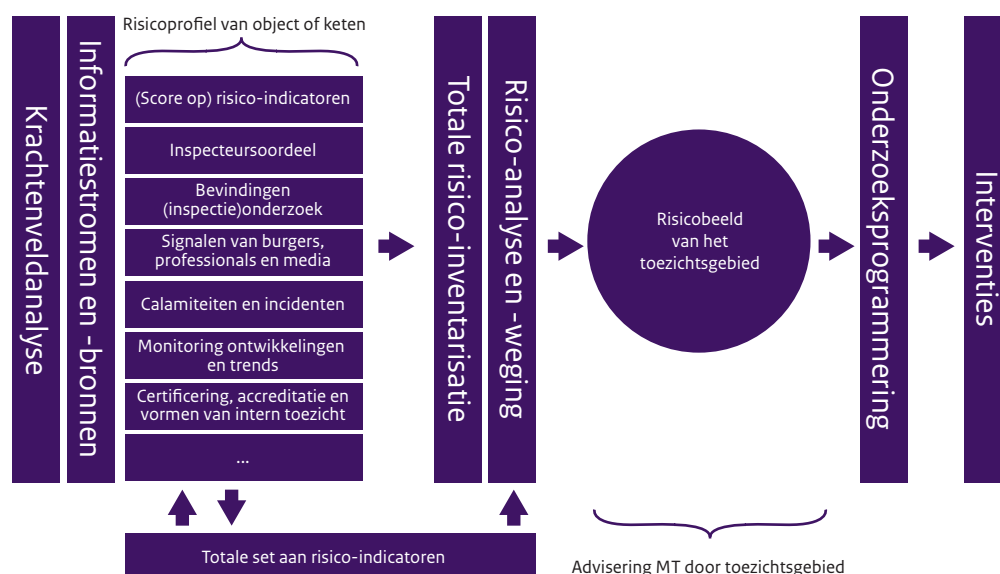 Risicoprofiel van object of keten
Krachtenveldanalyse
Informatiestromen en -bronnen
(Score op) risico-indicatoren
Inspecteursoordeel
Bevindingen
(inspectie)onderzoek
Signalen van burgers,
professionals en media
Calamiteiten en incidenten
Monitoring ontwikkelingen
en trends
Certificering, accreditatie en
vormen van intern toezicht
...
Totale risico-inventarisatie
Risico-analyse en -weging
Risicobeeld
van het
toezichtsgebied
Onderzoeksprogrammering
Interventies
Totale set aan risico-indicatoren
Advisering MT door toezichtsgebied